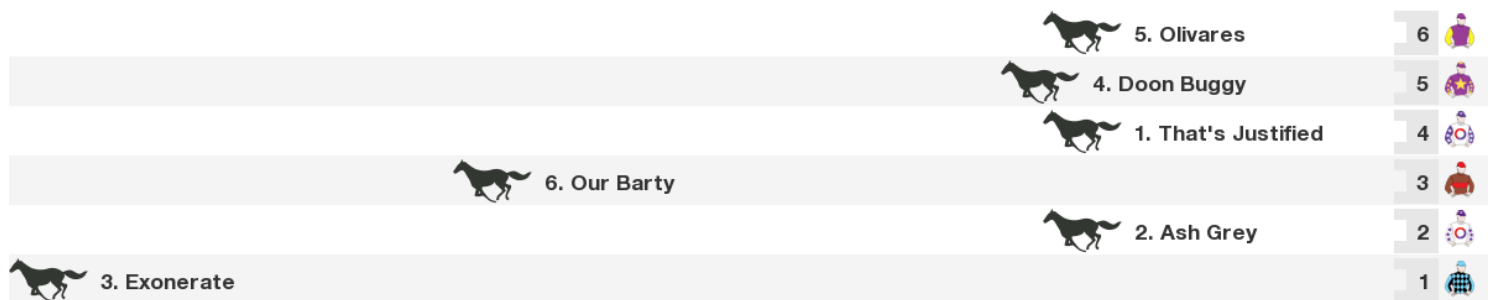 5. Olivares 6
4. Doon Buggy 5
1. That's Justified 4
6. Our Barty 3
2. Ash Grey 2
3. Exonerate 1